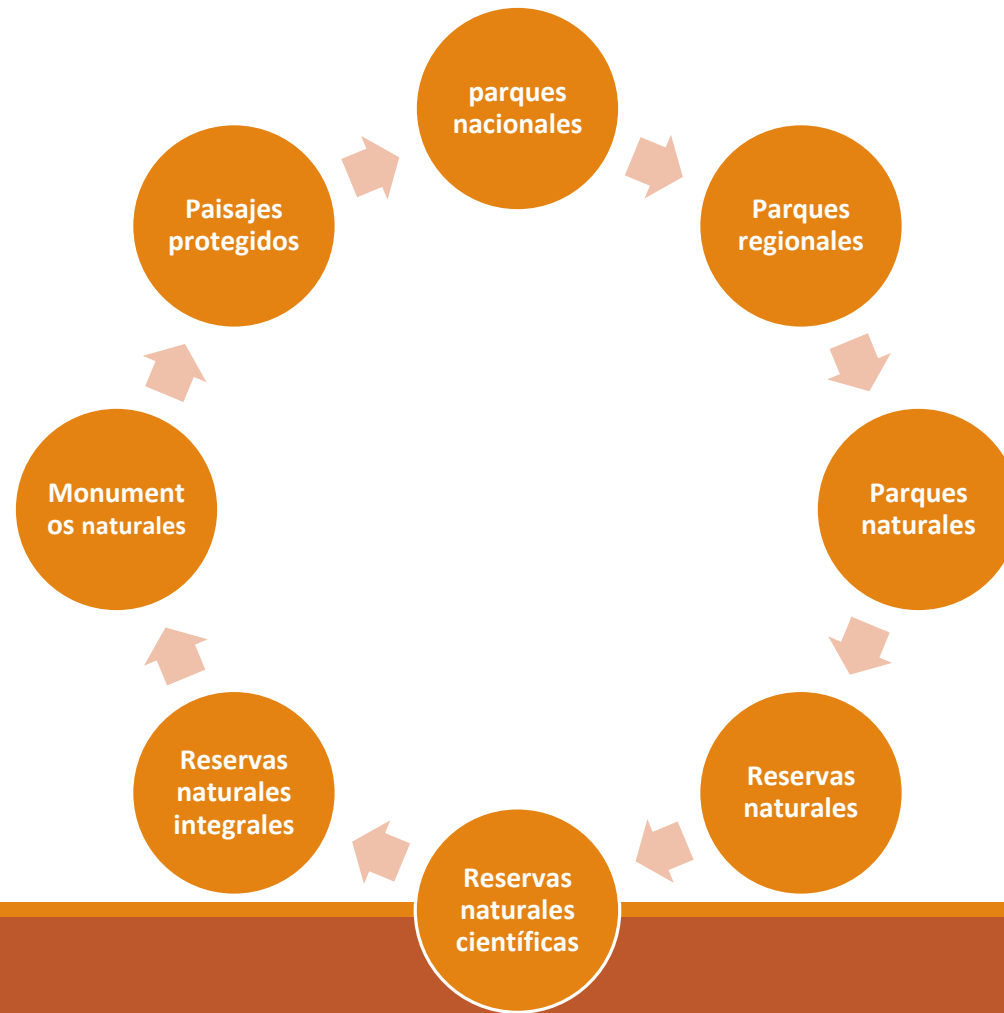 parques
nacionales
Parques
regionales
Parques
naturales
Reservas
naturales
Reservas
naturales
científicas
Reservas
naturales
integrales
Monument
os naturales
Paisajes
protegidos